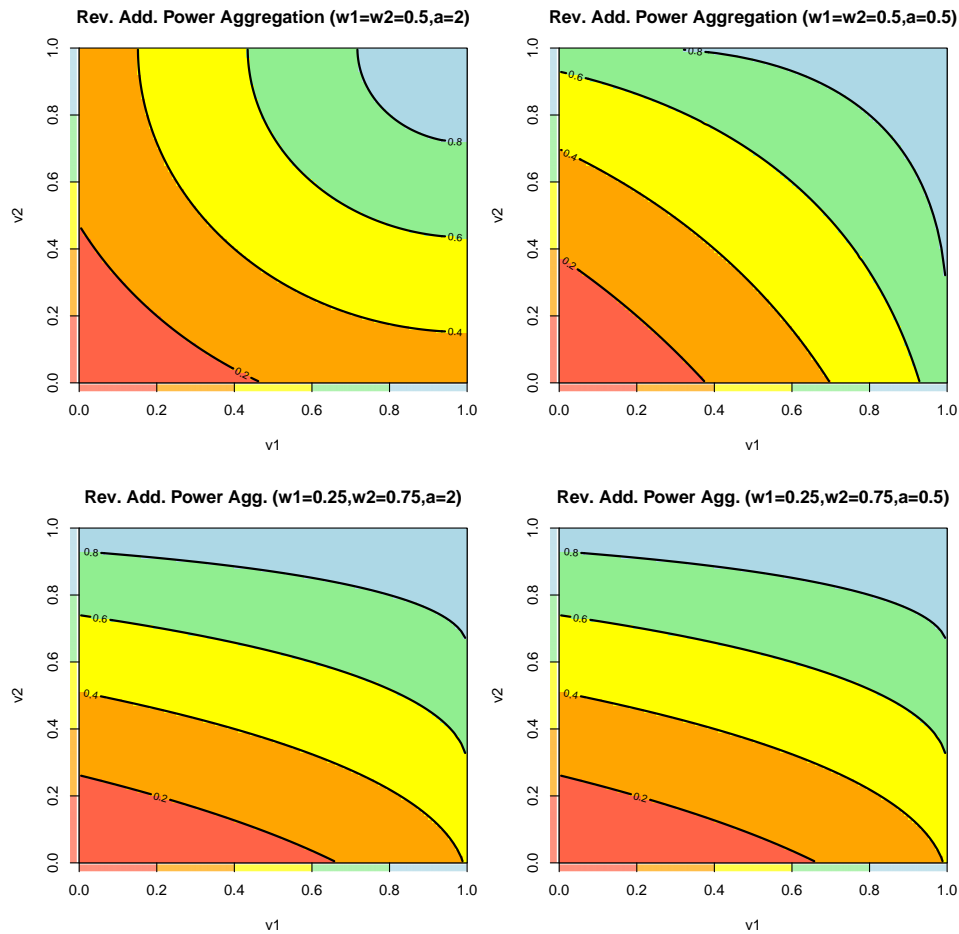 Rev. Add. Power Aggregation (w1=w2=0.5,a=2)
v2
0.0 0.2 0.4 0.6 0.8 1.0
0.8
0.6
0.4
0.2
0.0 0.2 0.4 0.6 0.8 1.0
v1
Rev. Add. Power Aggregation (w1=w2=0.5,a=0.5)
v2
0.0 0.2 0.4 0.6 0.8 1.0
0.8
0.6
0.4
0.2
0.0 0.2 0.4 0.6 0.8 1.0
v1
Rev. Add. Power Agg. (w1=0.25,w2=0.75,a=2)
v2
0.0 0.2 0.4 0.6 0.8 1.0
0.8
0.6
0.4
0.2
0.0 0.2 0.4 0.6 0.8 1.0
v1
Rev. Add. Power Agg. (w1=0.25,w2=0.75,a=0.5)
v2
0.0 0.2 0.4 0.6 0.8 1.0
0.8
0.6
0.4
0.2
0.0 0.2 0.4 0.6 0.8 1.0
v1